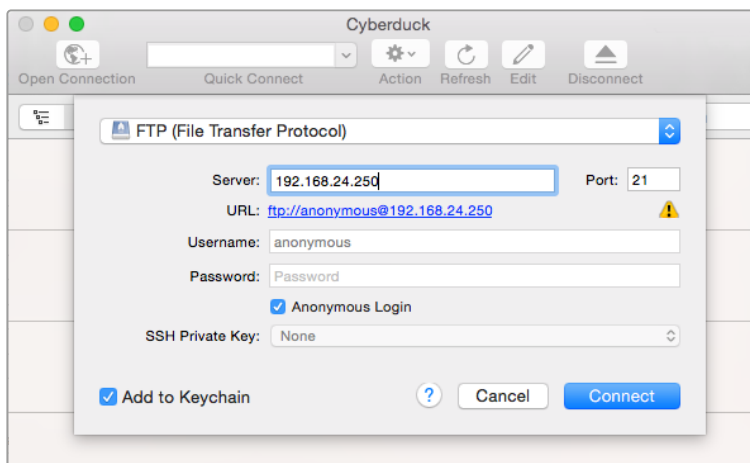 Cyberduck
Open Connection Quick Connect Action Refresh Edit Disconnect
FTP (File Transfer Protocol)
Server: 192.168.24.250 Port: 21
URL: ftp://anonymous@192.168.24.250
Username: anonymous
Password: Password
Anonymous Login
SSH Private Key: None
Add to Keychain ? Cancel Connect